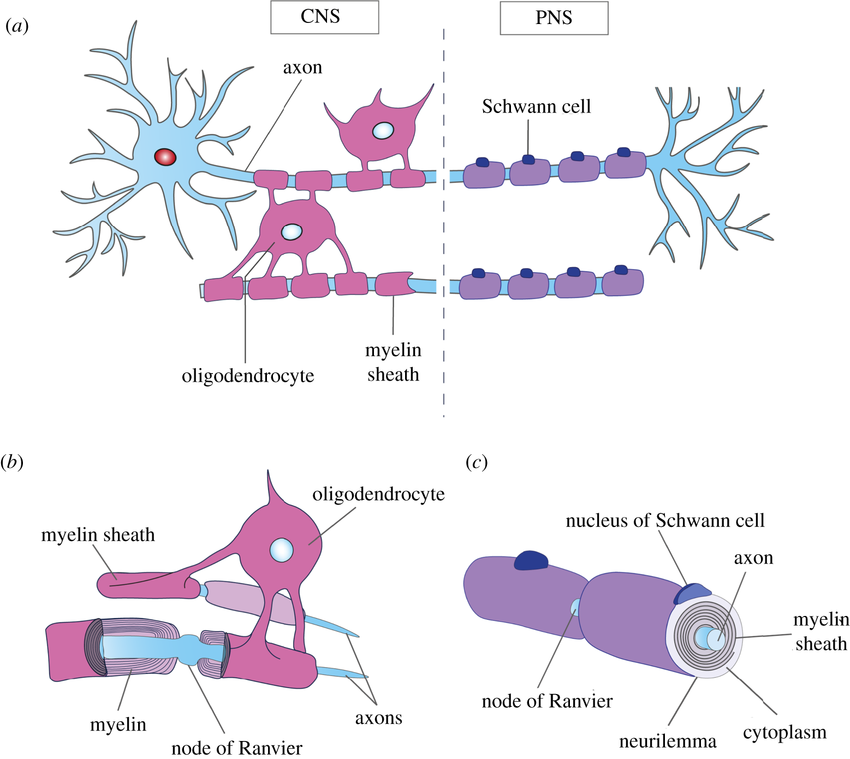 (a)
CNS
PNS
axon
Schwann cell
oligodendrocyte
myelin
sheath
(b)
oligodendrocyte
myelin sheath
myelin
node of Ranvier
axons
(c)
nucleus of Schwann cell
axon
myelin
sheath
node of Ranvier
cytoplasm
neurilemma